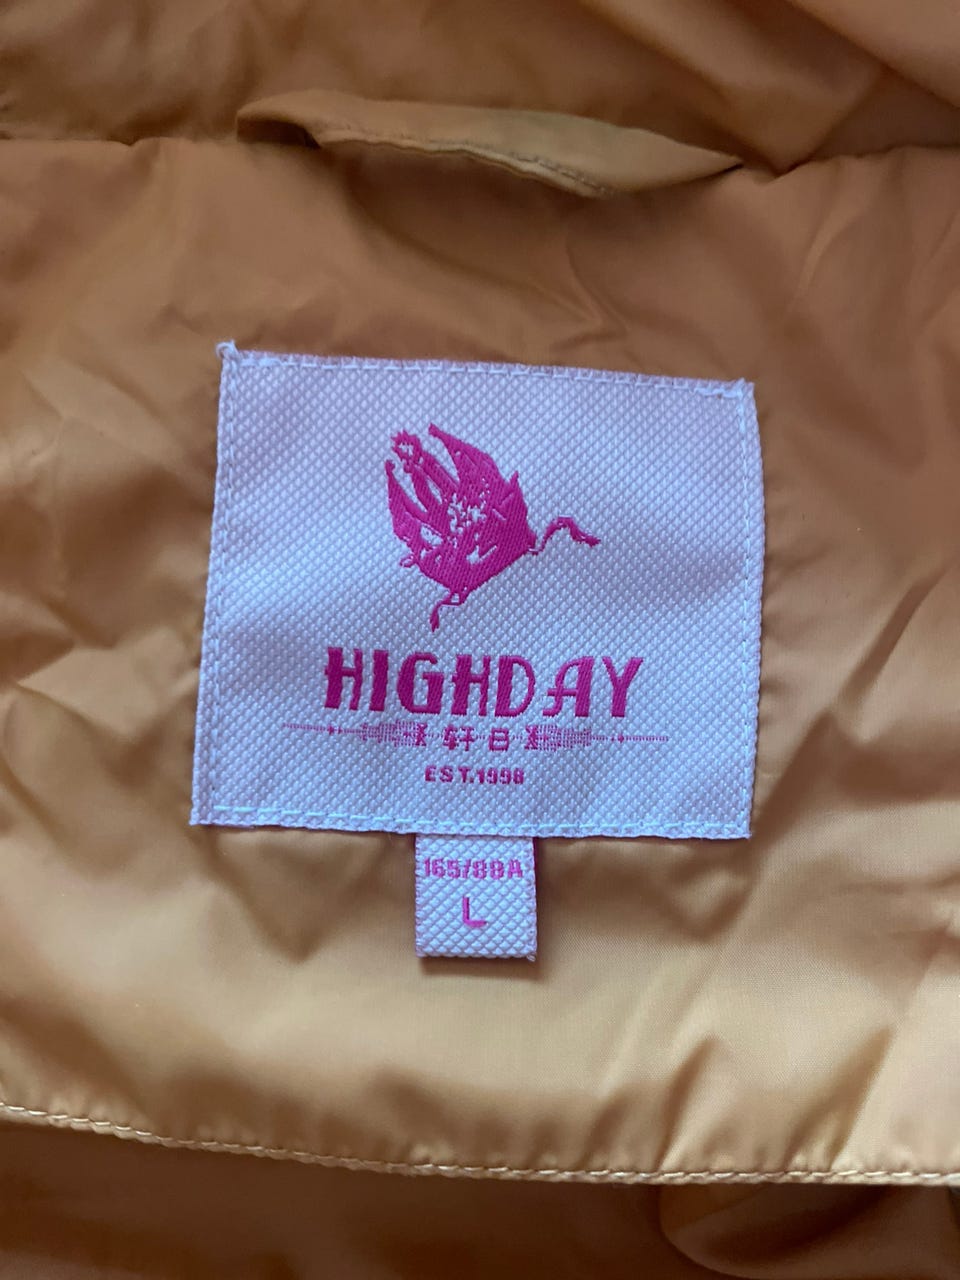 HIGHDAY
轩日
EST.1998
165/88A
L